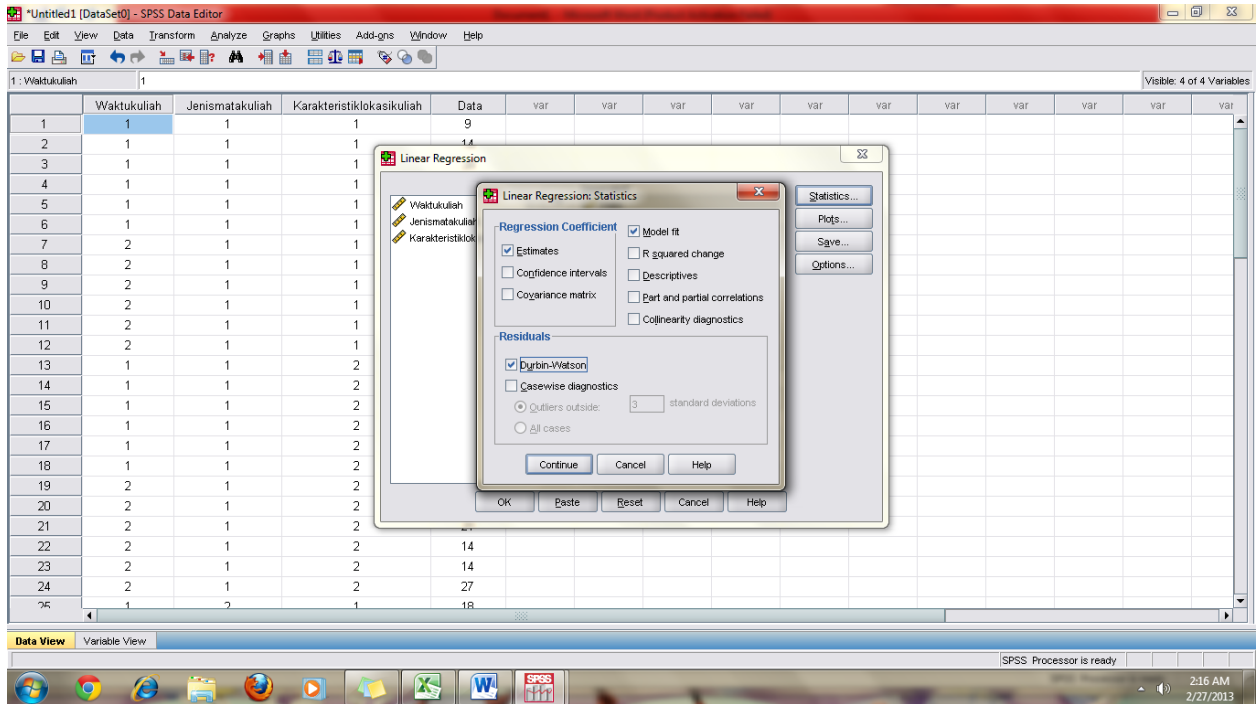 *Untitled1 [DataSet0] - SPSS Data Editor
File Edit View Data Transform Analyze Graphs Utilities Add-ons Window Help
1 : Waktukuliah 1 Visible: 4 of 4 Variables
Waktukuliah Jenismatakuliah Karakteristiklokasikuliah Data var var var var var var var var var var
1 1 1 1 9
2 1 1 1 14
3 1 1 1
4 1 1 1
5 1 1 1
6 1 1 1
7 2 1 1
8 2 1 1
9 2 1 1
10 2 1 1
11 2 1 1
12 2 1 1
13 1 1 2
14 1 1 2
15 1 1 2
16 1 1 2
17 1 1 2
18 1 1 2
19 2 1 2
20 2 1 2
21 2 1 2
22 2 1 2 14
23 2 1 2 14
24 2 1 2 27
25 1 2 1 18
Linear Regression
Waktukuliah
Jenismatakuliah
Karakteristiklok
Statistics...
Plots...
Save...
Options...
OK Paste Reset Cancel Help
Linear Regression: Statistics
Regression Coefficient
Estimates
Confidence intervals
Covariance matrix
Model fit
R squared change
Descriptives
Part and partial correlations
Collinearity diagnostics
Residuals
Durbin-Watson
Casewise diagnostics
Outliers outside: 3 standard deviations
All cases
Continue Cancel Help
Data View Variable View
SPSS Processor is ready
SPSS
2:16 AM
2/27/2013